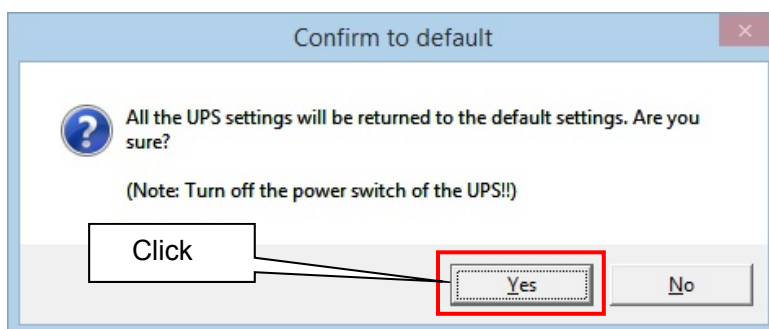 Confirm to default
All the UPS settings will be returned to the default settings. Are you
sure?
(Note: Turn off the power switch of the UPS!!)
Click
Yes
No